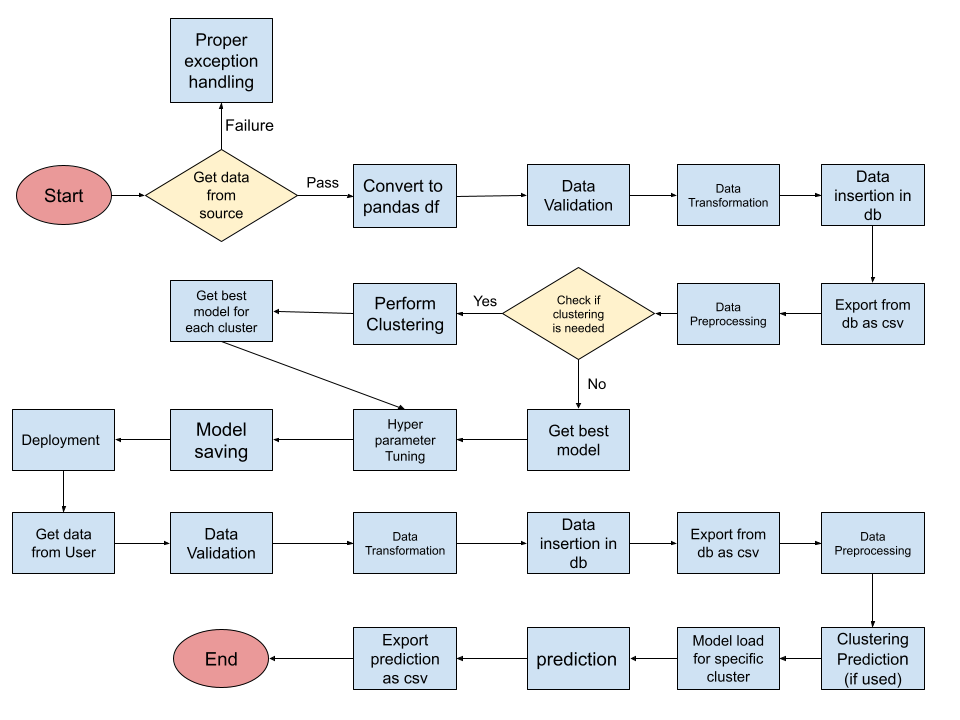 Proper
exception
handling
Failure
Start
Get data
from
source
Pass
Convert to
pandas df
Data
Validation
Data
Transformation
Data
insertion in
db
Get best
model for
each cluster
Perform
Clustering
Yes
Check if
clustering
is needed
Data
Preprocessing
Export from
db as csv
No
Deployment
Model
saving
Hyper
parameter
Tuning
Get best
model
Get data
from User
Data
Validation
Data
Transformation
Data
insertion in
db
Export from
db as csv
Data
Preprocessing
End
Export
prediction
as csv
prediction
Model load
for specific
cluster
Clustering
Prediction
(if used)